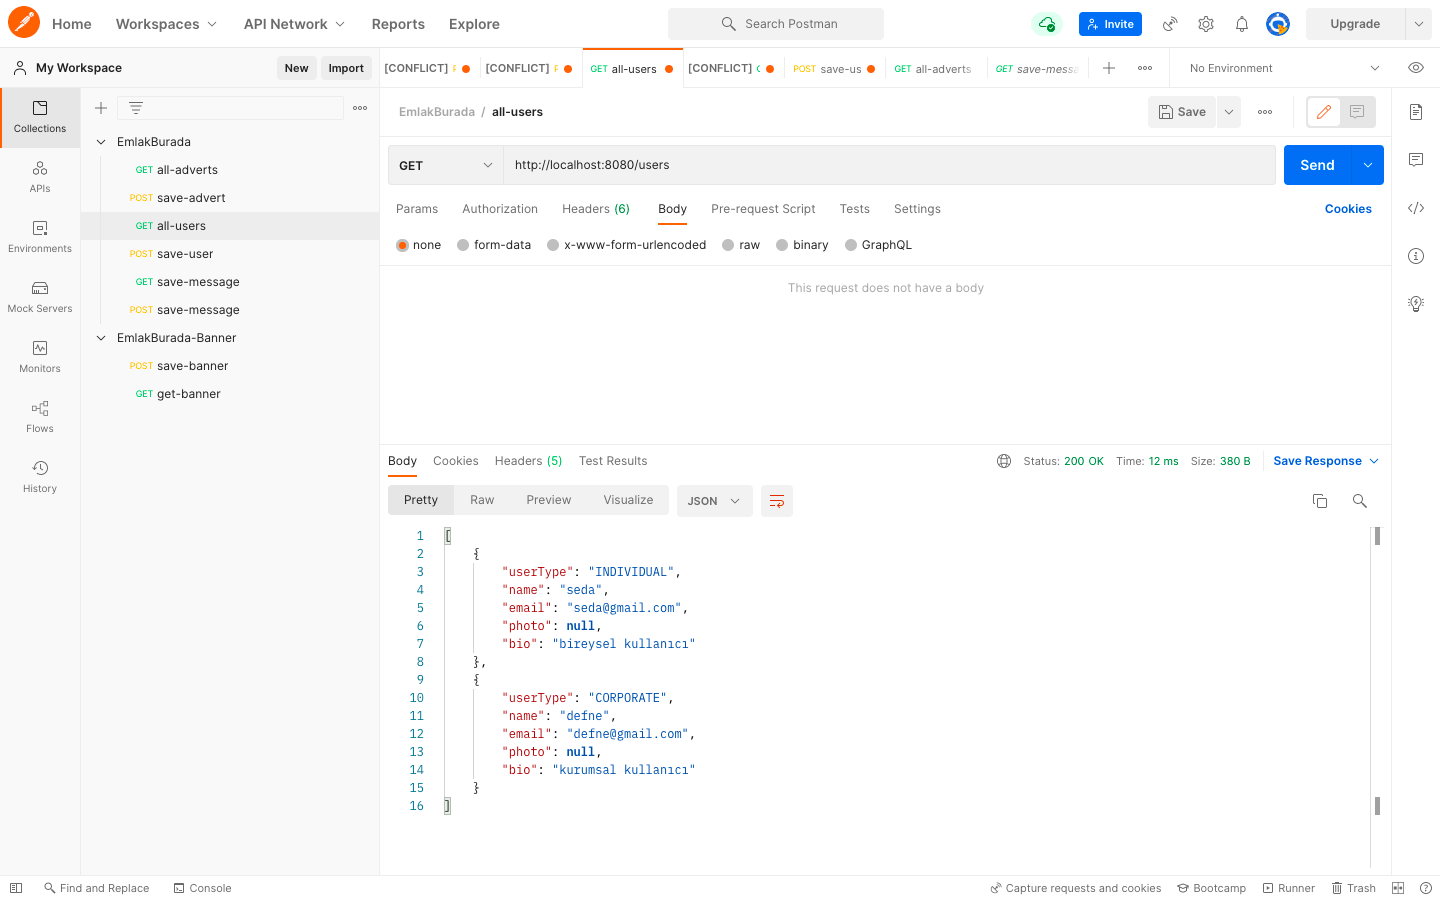 Home
Workspaces
API Network
Reports
Explore
Search Postman
Invite
Upgrade
My Workspace
New
Import
[CONFLICT]
[CONFLICT]
GET all-users
[CONFLICT]
POST save-us
GET all-adverts
GET save-messa
No Environment
Collections
APIs
Environments
Mock Servers
Monitors
Flows
History
EmlakBurada
GET all-adverts
POST save-advert
GET all-users
POST save-user
GET save-message
POST save-message
EmlakBurada-Banner
POST save-banner
GET get-banner
EmlakBurada / all-users
Save
GET
http://localhost:8080/users
Send
Params
Authorization
Headers (6)
Body
Pre-request Script
Tests
Settings
Cookies
none
form-data
x-www-form-urlencoded
raw
binary
GraphQL
This request does not have a body
Body
Cookies
Headers (5)
Test Results
Status: 200 OK
Time: 12 ms
Size: 380 B
Save Response
Pretty
Raw
Preview
Visualize
JSON
1 [
2 {
3 "userType": "INDIVIDUAL",
4 "name": "seda",
5 "email": "seda@gmail.com",
6 "photo": null,
7 "bio": "bireysel kullanıcı"
8 },
9 {
10 "userType": "CORPORATE",
11 "name": "defne",
12 "email": "defne@gmail.com",
13 "photo": null,
14 "bio": "kurumsal kullanıcı"
15 }
16 ]
Find and Replace
Console
Capture requests and cookies
Bootcamp
Runner
Trash